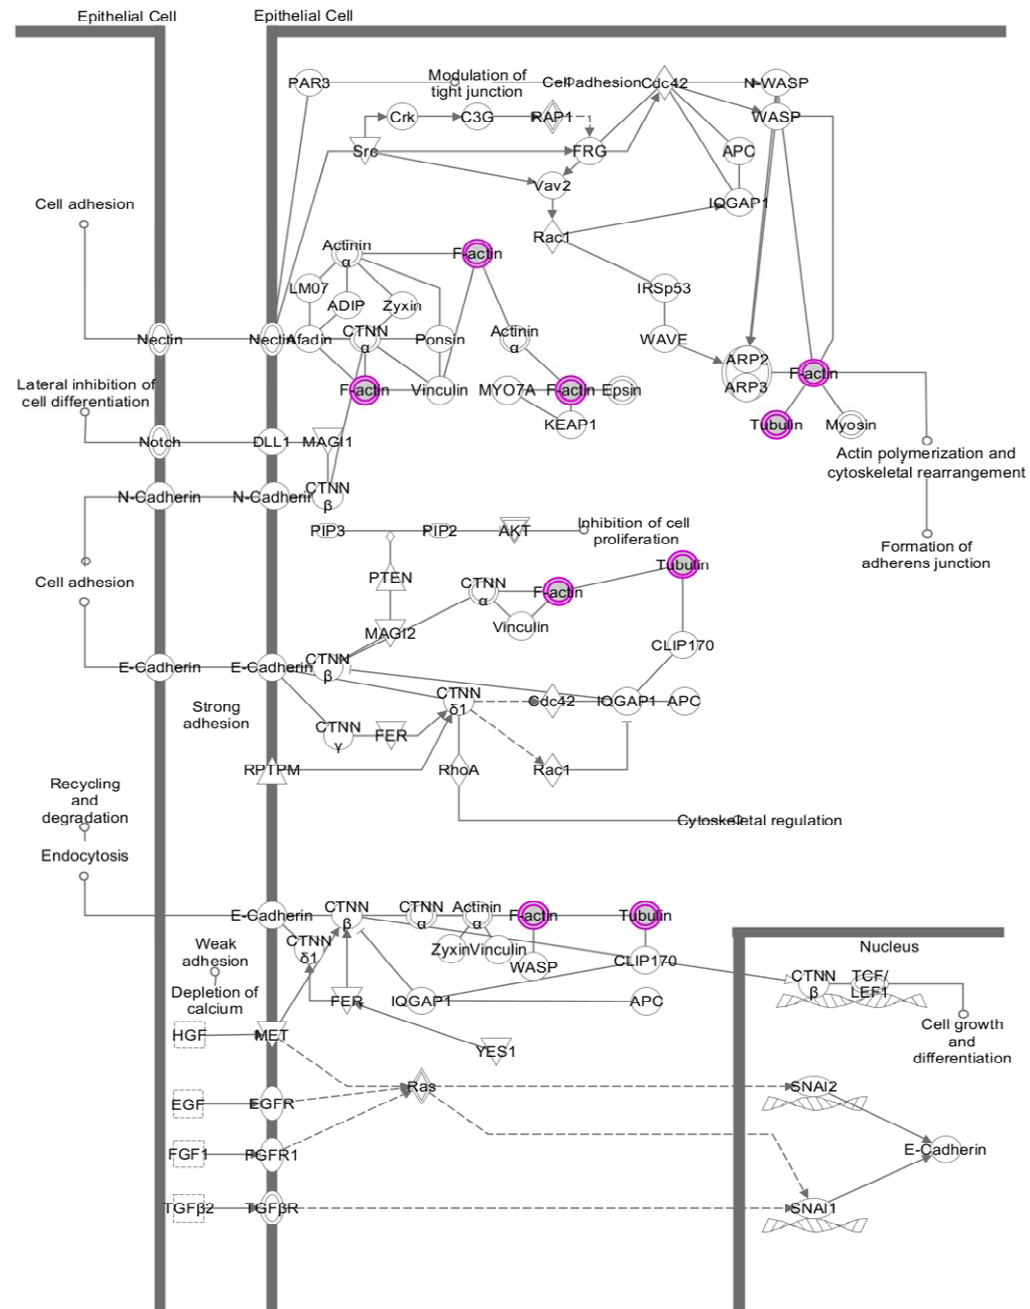 Epithelial Cell
Epithelial Cell
PAR3
Modulation of
tight junction
Cell adhesion
Cdc42
N-WASP
Crk
C3G
RAP1
WASP
Src
FRG
APC
Vav2
IQGAP1
Cell adhesion
Rac1
Actinin
α
F-actin
LM07
ADIP
Zyxin
IRSp53
Nectin
Nectin
Afadin
CTNN
α
Ponsin
Actinin
α
WAVE
ARP2
ARP3
F-actin
Lateral inhibition of
cell differentiation
F-actin
Vinculin
MYO7A
F-actin
Epsin
KEAP1
Tubulin
Myosin
Notch
DLL1
MAGI1
Actin polymerization and
cytoskeletal rearrangement
N-Cadherin
N-Cadherin
CTNN
β
PIP3
PIP2
AKT
Inhibition of cell
proliferation
Formation of
adherens junction
Cell adhesion
PTEN
CTNN
α
F-actin
Tubulin
MAGI2
Vinculin
CLIP170
E-Cadherin
E-Cadherin
CTNN
β
Strong
adhesion
CTNN
δ1
Cdc42
IQGAP1
APC
CTNN
γ
FER
RPTPM
RhoA
Rac1
Recycling
and
degradation
Cytoskeletal regulation
Endocytosis
E-Cadherin
CTNN
β
CTNN
α
Actinin
α
F-actin
Tubulin
Weak
adhesion
CTNN
δ1
Zyxin
Vinculin
WASP
CLIP170
Nucleus
Depletion of
calcium
FER
IQGAP1
APC
CTNN
β
TCF/
LEF1
HGF
MET
YES1
Cell growth
and
differentiation
EGF
EGFR
Ras
SNAI2
FGF1
FGFR1
E-Cadherin
TGFβ2
TGFβR
SNAI1